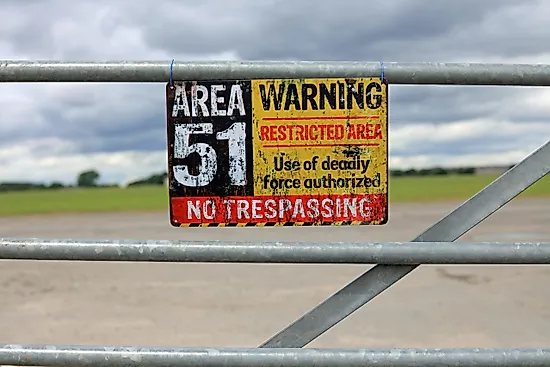 AREA
51
WARNING
RESTRICTED AREA
Use of deadly
force authorized
NO TRESPASSING